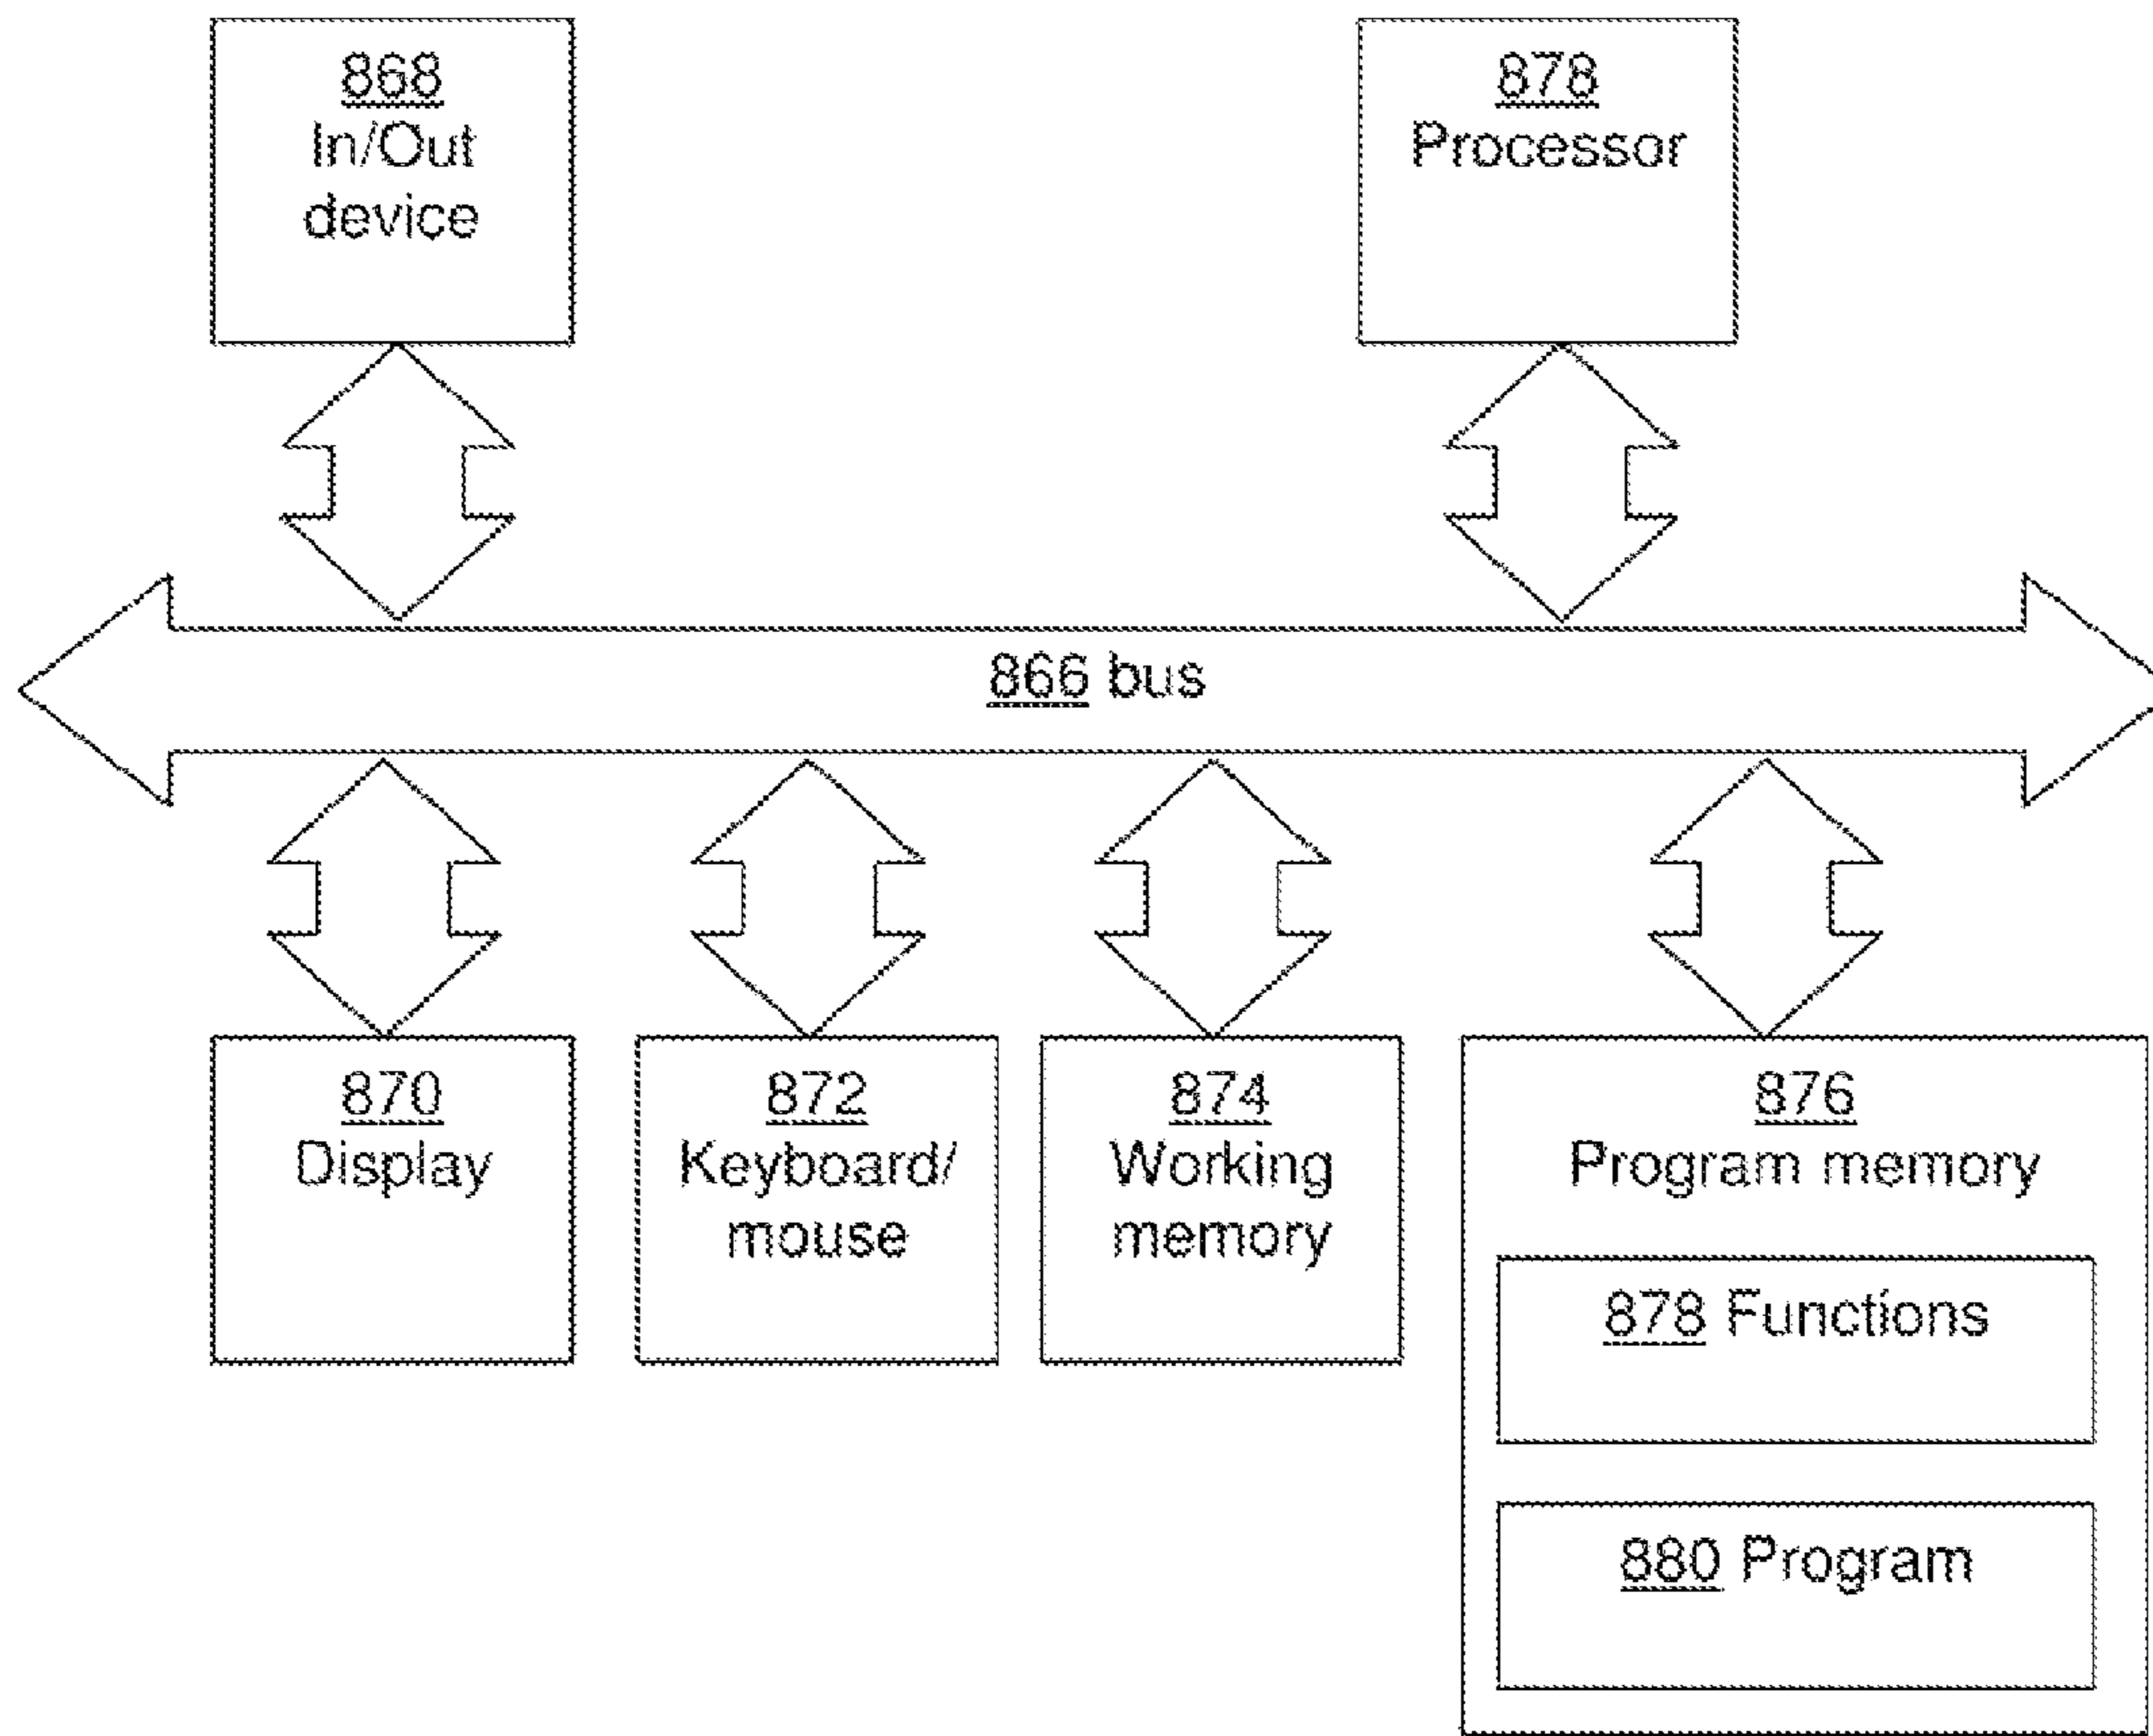 868
In/Out
device
878
Processor
866 bus
870
Display
872
Keyboard/
mouse
874
Working
memory
876
Program memory
878 Functions
880 Program